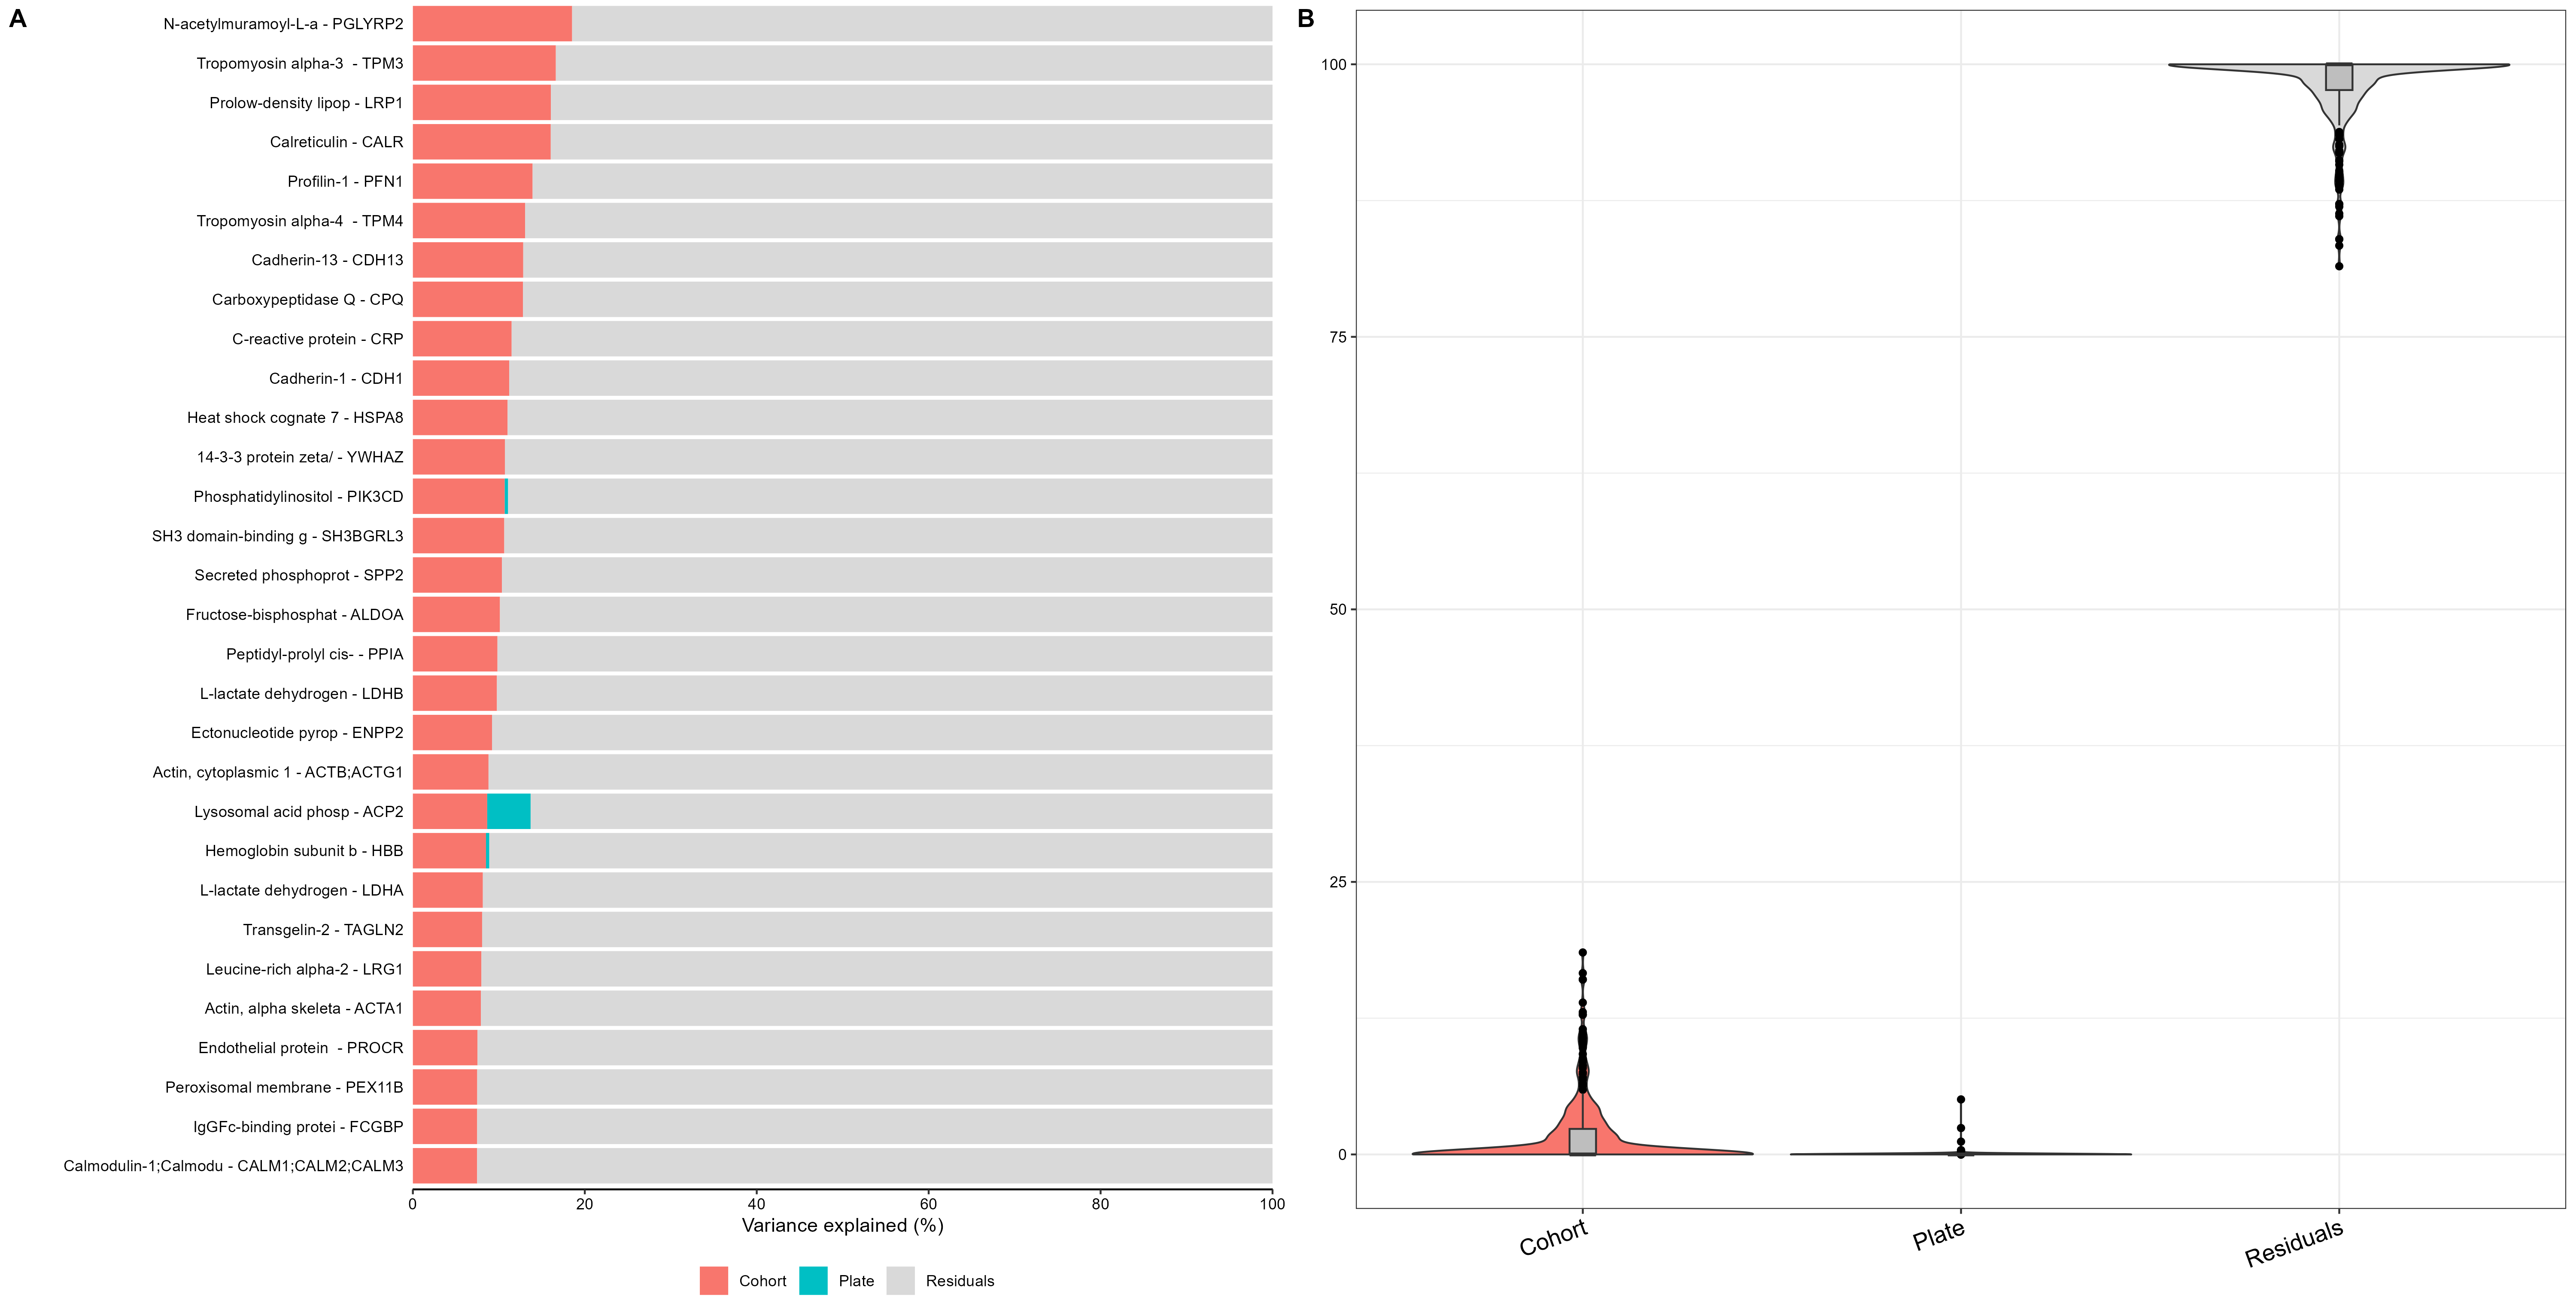 A
N-acetylmuramoyl-L-a - PGLYRP2
Tropomyosin alpha-3  - TPM3
Prolow-density lipop - LRP1
Calreticulin - CALR
Profilin-1 - PFN1
Tropomyosin alpha-4  - TPM4
Cadherin-13 - CDH13
Carboxypeptidase Q - CPQ
C-reactive protein - CRP
Cadherin-1 - CDH1
Heat shock cognate 7 - HSPA8
14-3-3 protein zeta/ - YWHAZ
Phosphatidylinositol - PIK3CD
SH3 domain-binding g - SH3BGRL3
Secreted phosphoprot - SPP2
Fructose-bisphosphat - ALDOA
Peptidyl-prolyl cis- - PPIA
L-lactate dehydrogen - LDHB
Ectonucleotide pyrop - ENPP2
Actin, cytoplasmic 1 - ACTB;ACTG1
Lysosomal acid phosp - ACP2
Hemoglobin subunit b - HBB
L-lactate dehydrogen - LDHA
Transgelin-2 - TAGLN2
Leucine-rich alpha-2 - LRG1
Actin, alpha skeleta - ACTA1
Endothelial protein  - PROCR
Peroxisomal membrane - PEX11B
IgGFc-binding protei - FCGBP
Calmodulin-1;Calmodu - CALM1;CALM2;CALM3
0 20 40 60 80 100
Variance explained (%)
Cohort Plate Residuals
B
100
75
50
25
0
Cohort Plate Residuals